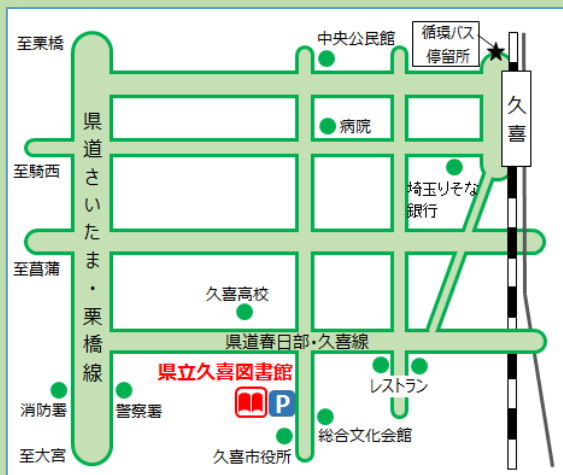 至栗橋
中央公民館
循環バス
停留所
久喜
病院
県道さいたま・栗橋線
至騎西
埼玉りそな
銀行
至菖蒲
久喜高校
県道春日部・久喜線
県立久喜図書館
レストラン
P
消防署
警察署
総合文化会館
久喜市役所
至大宮